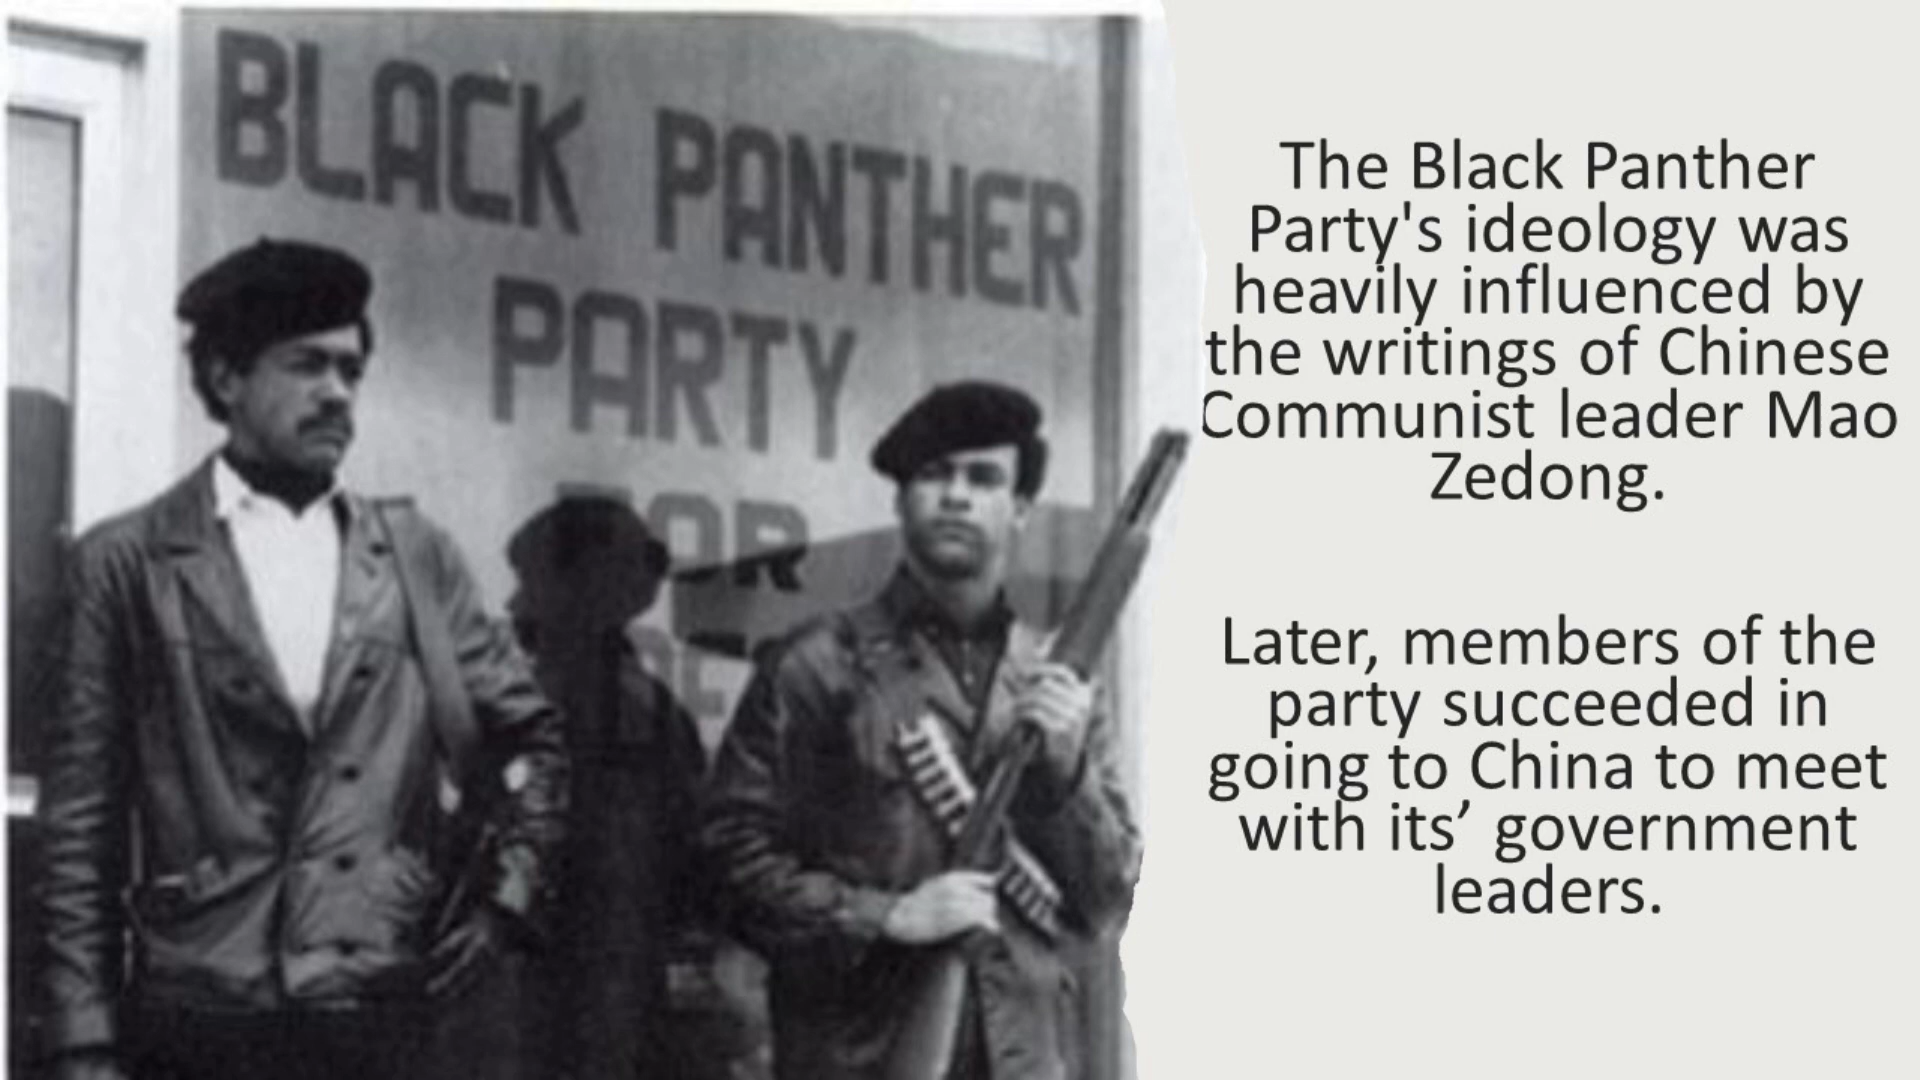 BLACK PANTHER
PARTY
FOR
The Black Panther
Party's ideology was
heavily influenced by
the writings of Chinese
Communist leader Mao
Zedong.
Later, members of the
party succeeded in
going to China to meet
with its’ government
leaders.